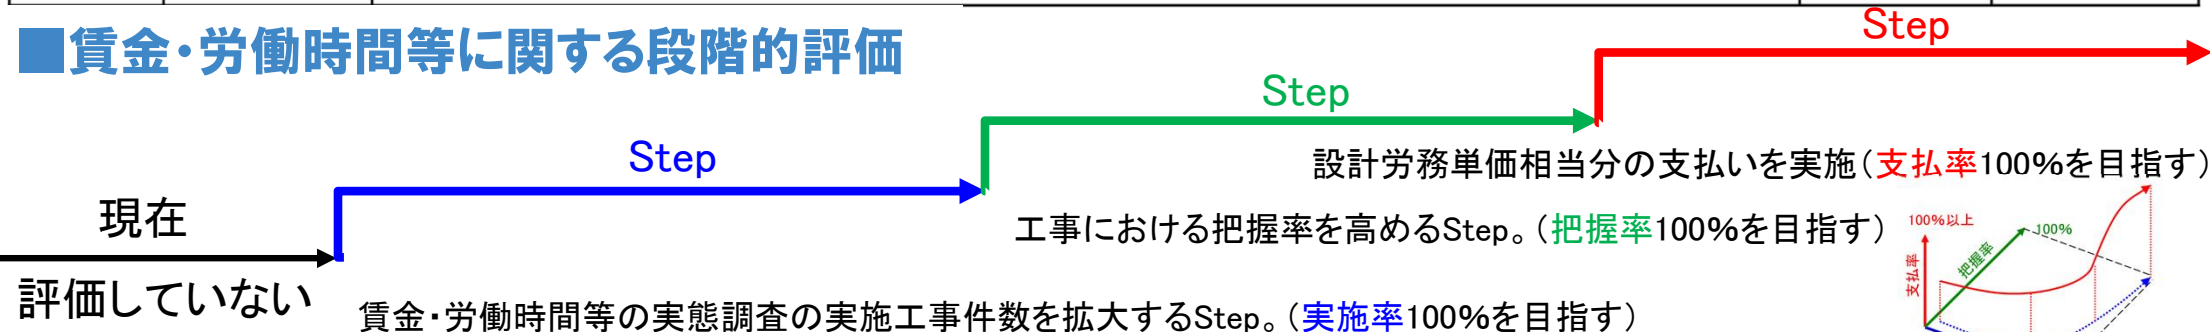 ■賃金・労働時間等に関する段階的評価
Step
Step
Step
設計労務単価相当分の支払いを実施(支払率100%を目指す)
現在
工事における把握率を高めるStep。(把握率100%を目指す)
評価していない
賃金・労働時間等の実態調査の実施工事件数を拡大するStep。(実施率100%を目指す)
100%以上
100%
把握率
支払率